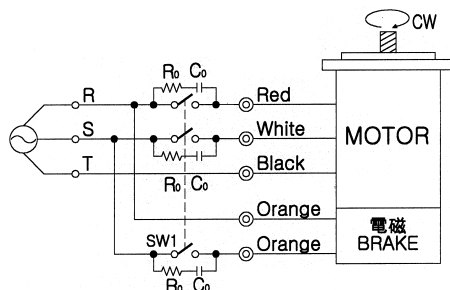 CW
R₀ C₀
R Red
S White
MOTOR
T Black
R₀ C₀
Orange
電磁
BRAKE
SW1 Orange
R₀ C₀